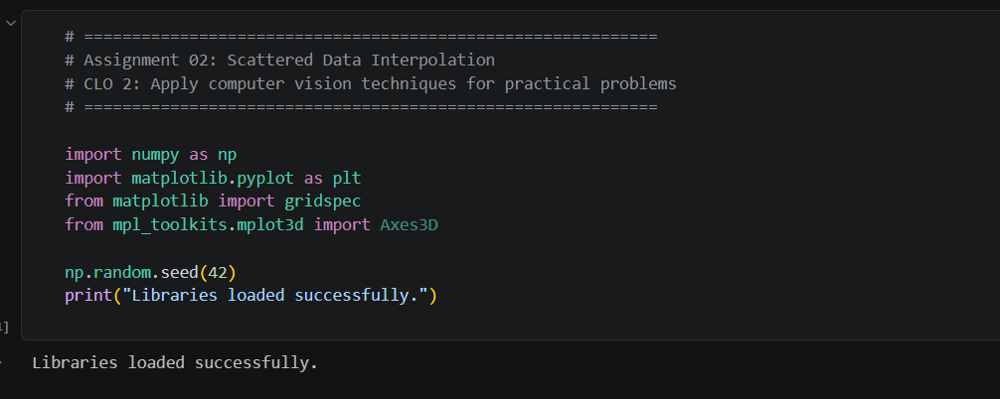 # ============================================================
# Assignment 02: Scattered Data Interpolation
# CLO 2: Apply computer vision techniques for practical problems
# ============================================================
import numpy as np
import matplotlib.pyplot as plt
from matplotlib import gridspec
from mpl_toolkits.mplot3d import Axes3D
np.random.seed(42)
print("Libraries loaded successfully.")
]
Libraries loaded successfully.